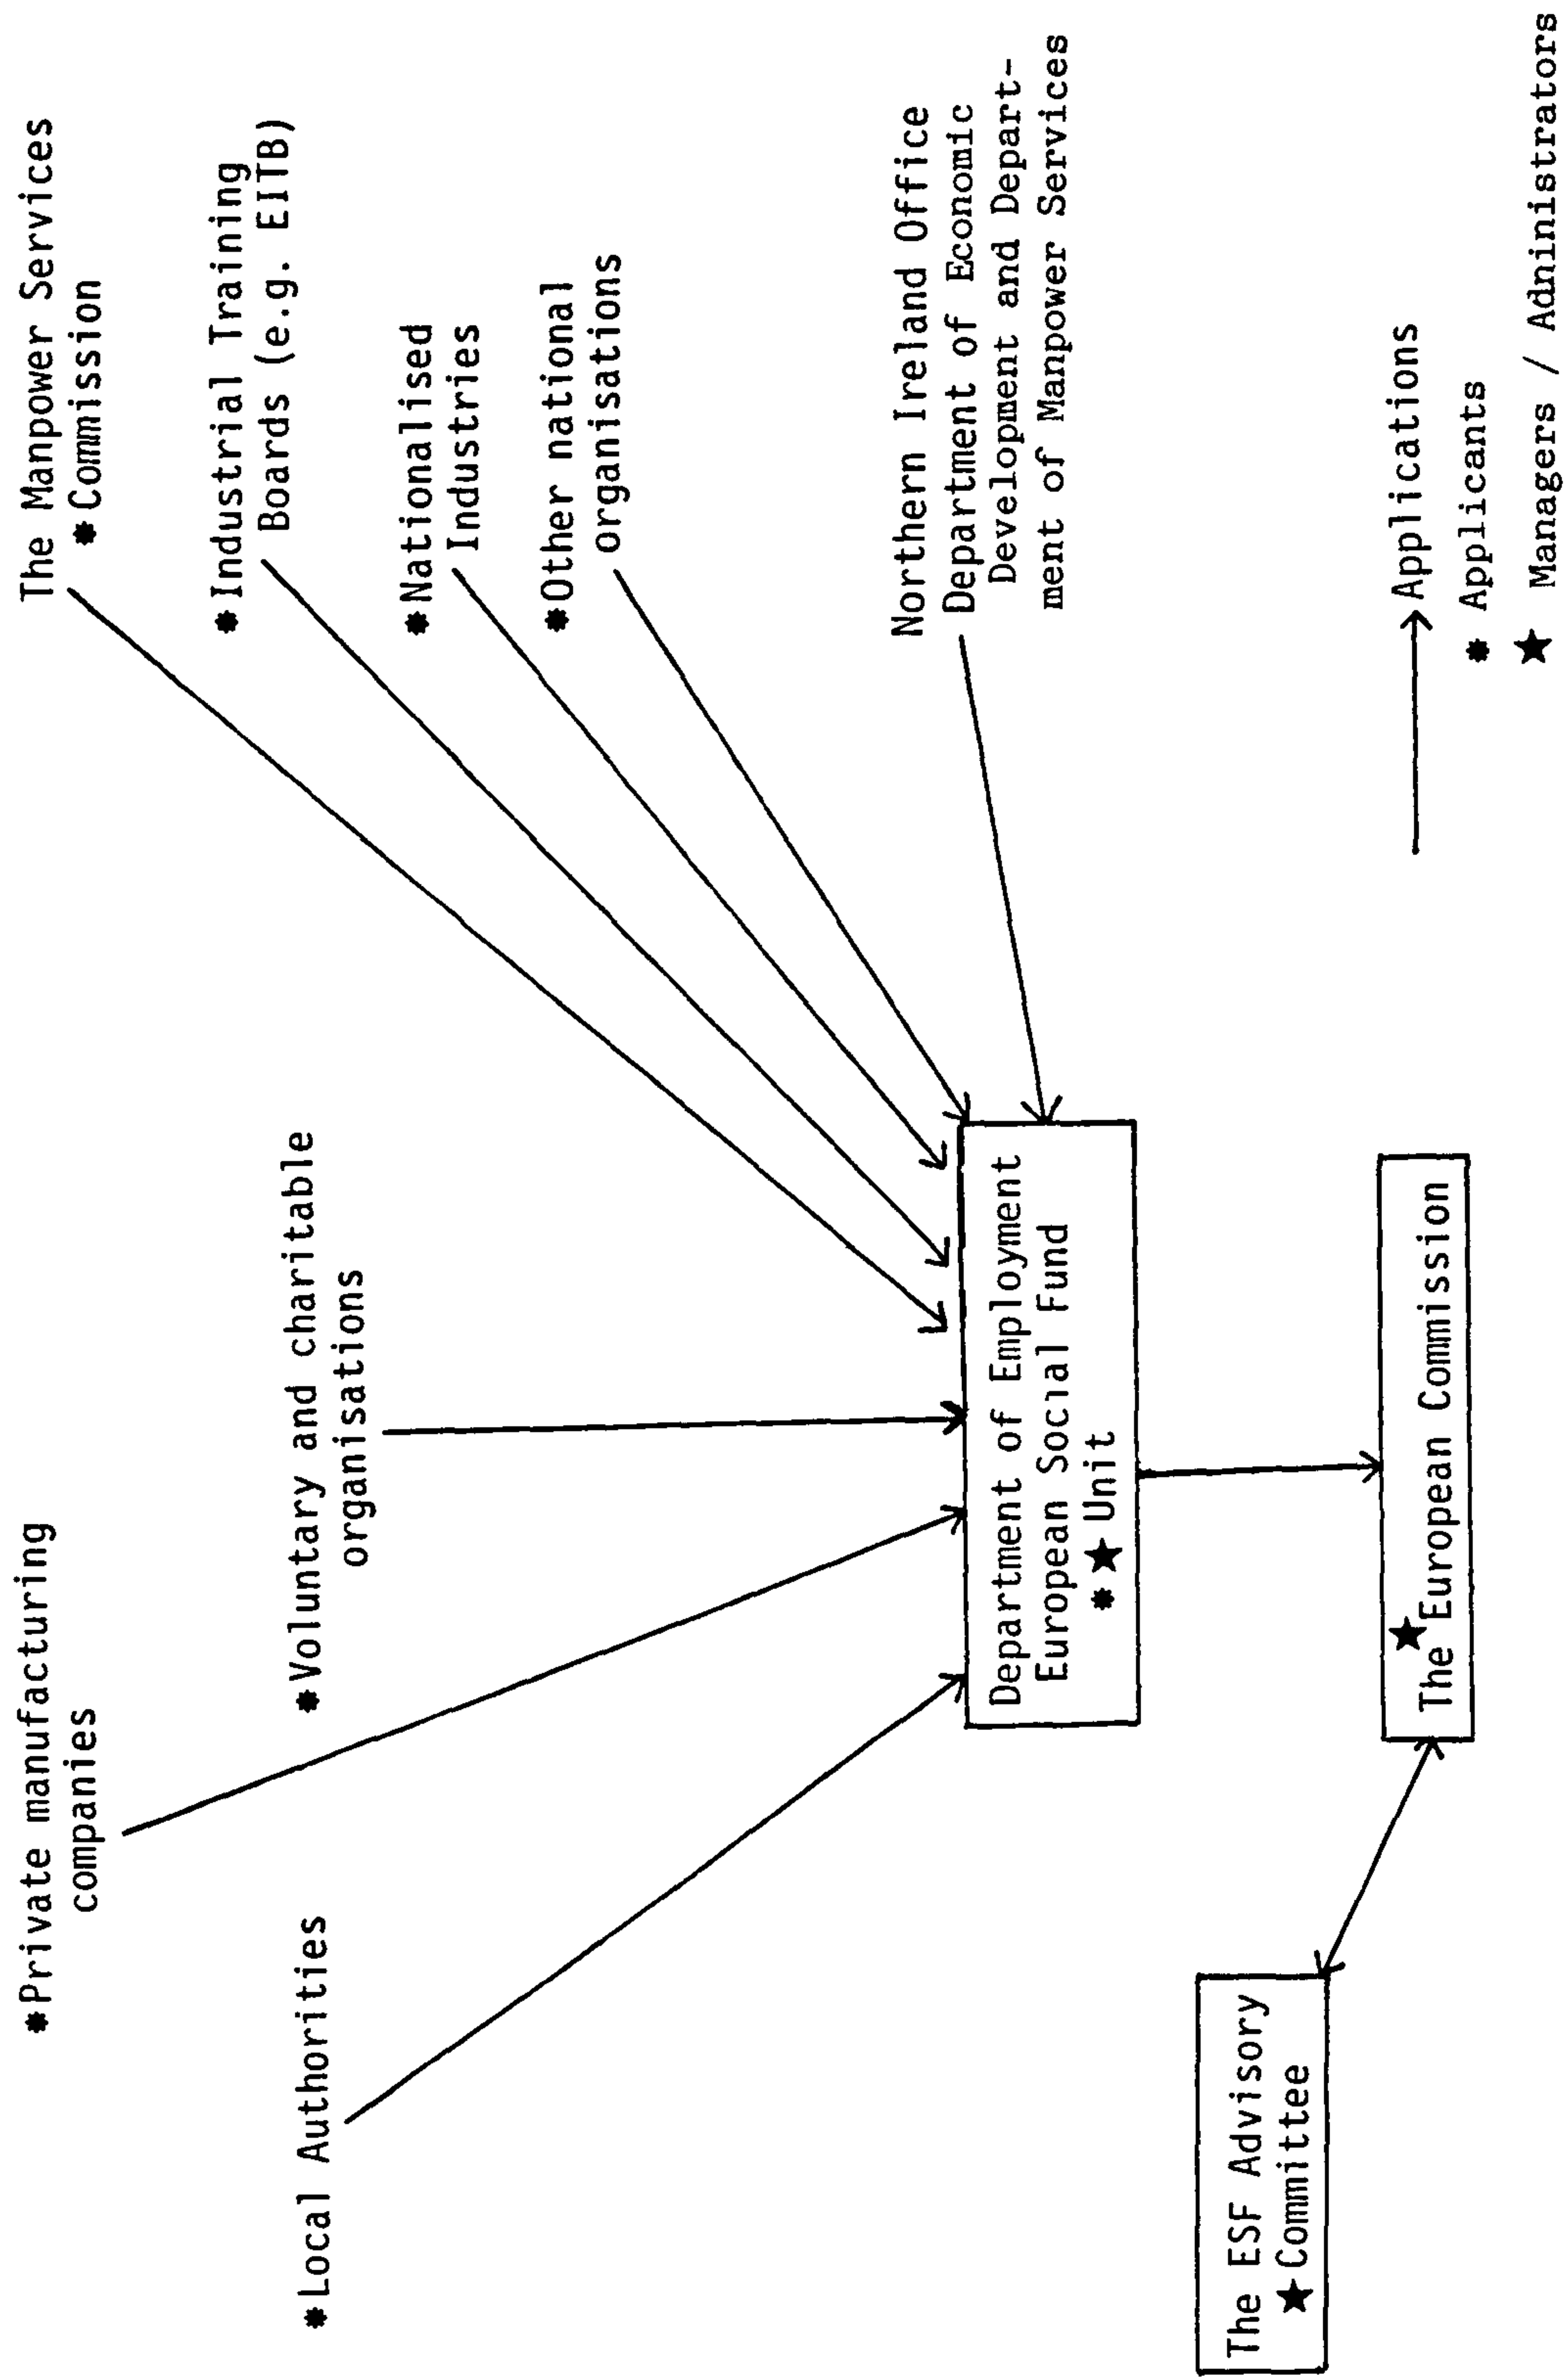 *Private manufacturing
companies
The Manpower Services
*Commission
*Industrial Training
Boards (e.g. EITB)
*Voluntary and charitable
organisations
*Local Authorities
*Nationalised
Industries
*Other national
organisations
Northern Ireland Office
Department of Economic
Development and Depart-
ment of Manpower Services
Department of Employment
European Social Fund
*★ Unit
The ESF Advisory
★ Committee
★
The European Commission
→ Applications
* Applicants
★ Managers / Adninistrators